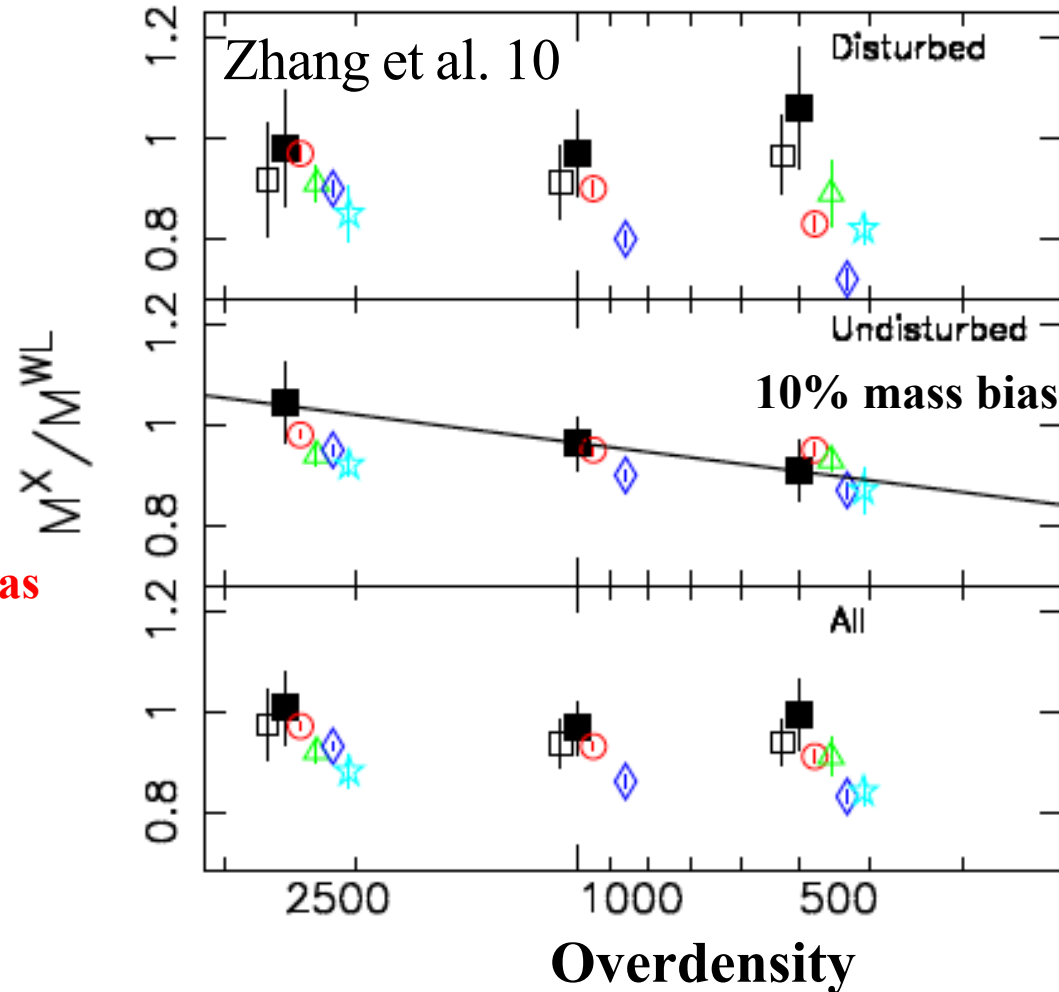 Zhang et al. 10
Disturbed
1.2
1
0.8
Undisturbed
10% mass bias
1.2
1
0.8
M^X/M^WL
as
All
1.2
1
0.8
2500 1000 500
Overdensity